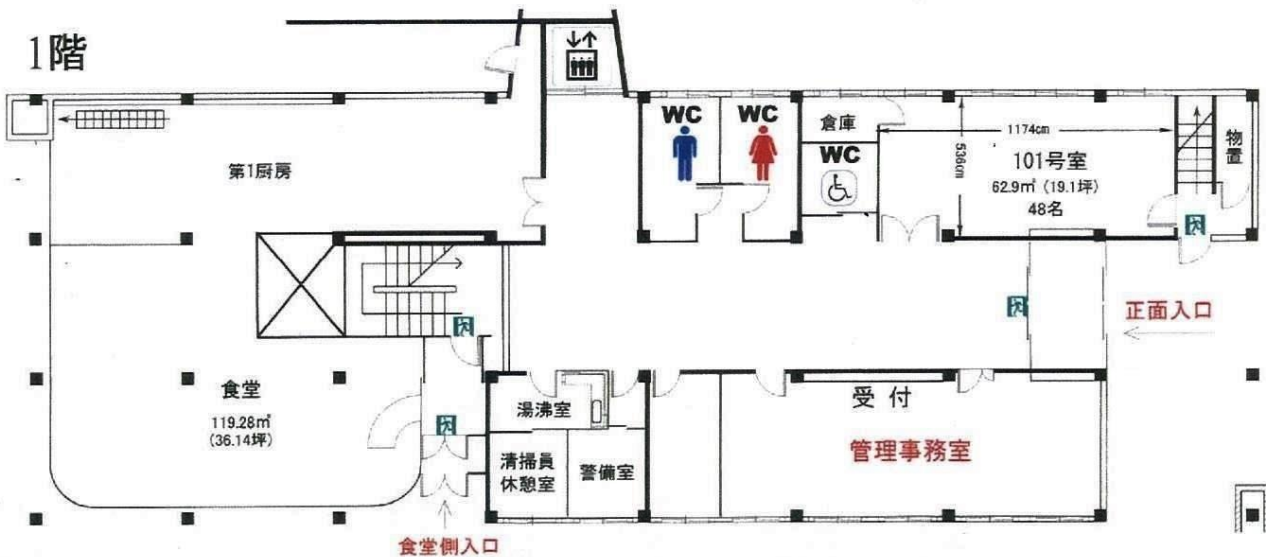 1階
WC
WC
倉庫
WC
1174cm
536cm
101号室
62.9㎡（19.1坪）
48名
物置
第1厨房
正面入口
食堂
119.28㎡
（36.14坪）
湯沸室
清掃員
休憩室
警備室
受付
管理事務室
食堂側入口